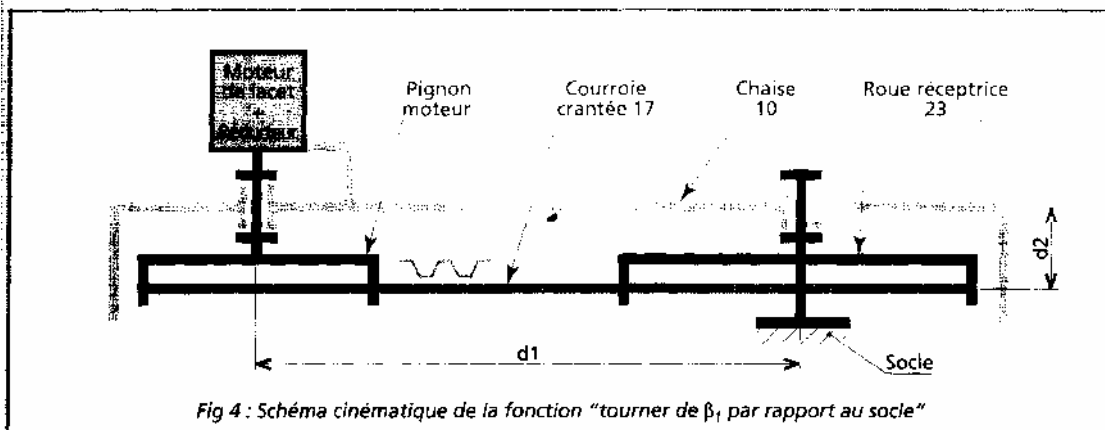 Moteur
de lacet
+
Réducteur
Pignon
moteur
Courroie
crantée 17
Chaise
10
Roue réceptrice
23
d2
d1
Socle
Fig 4 : Schéma cinématique de la fonction "tourner de β₁ par rapport au socle"